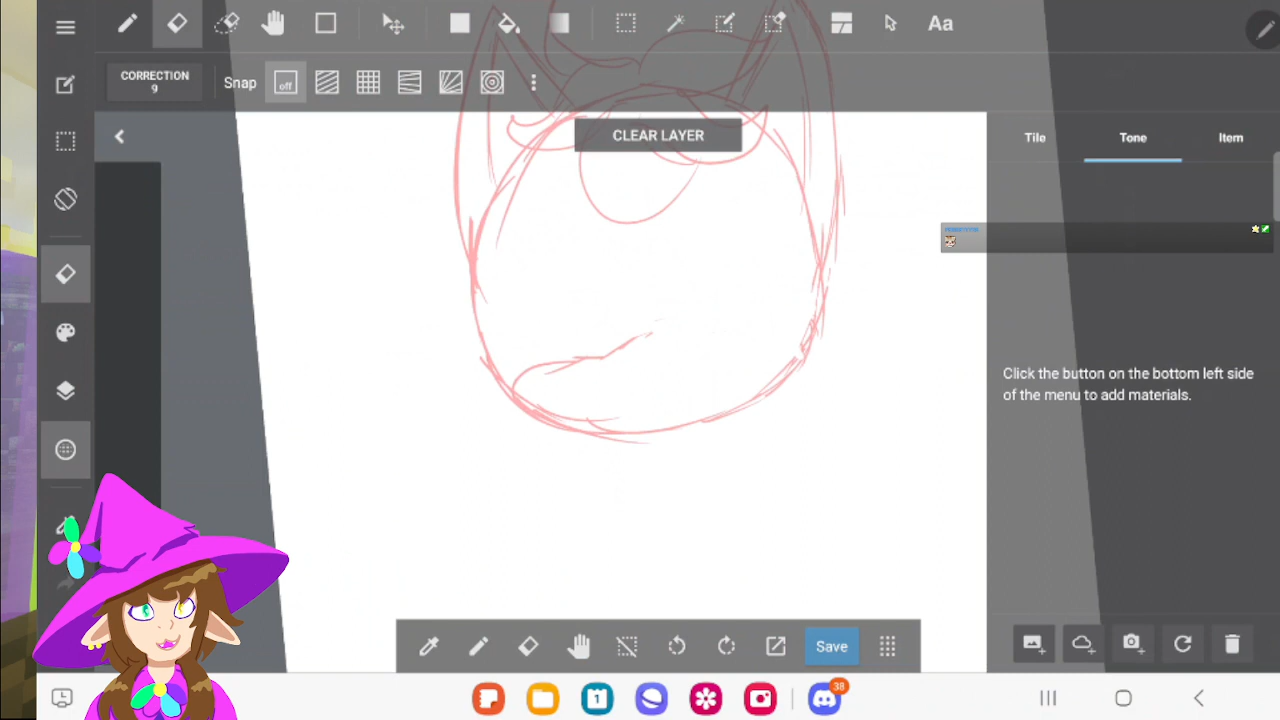 Aa
CORRECTION
9
Snap
off
CLEAR LAYER
Tile
Tone
Item
Click the button on the bottom left side
of the menu to add materials.
Save
1
38